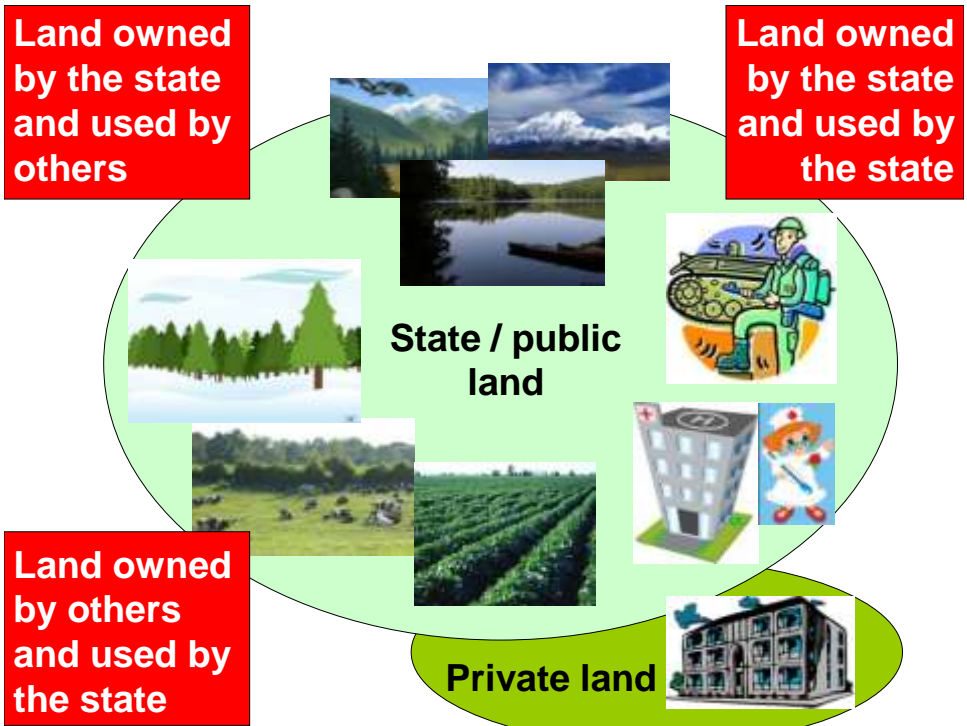 Land owned
by the state
and used by
others
Land owned
by the state
and used by
the state
State / public
land
H
Land owned
by others
and used by
the state
Private land